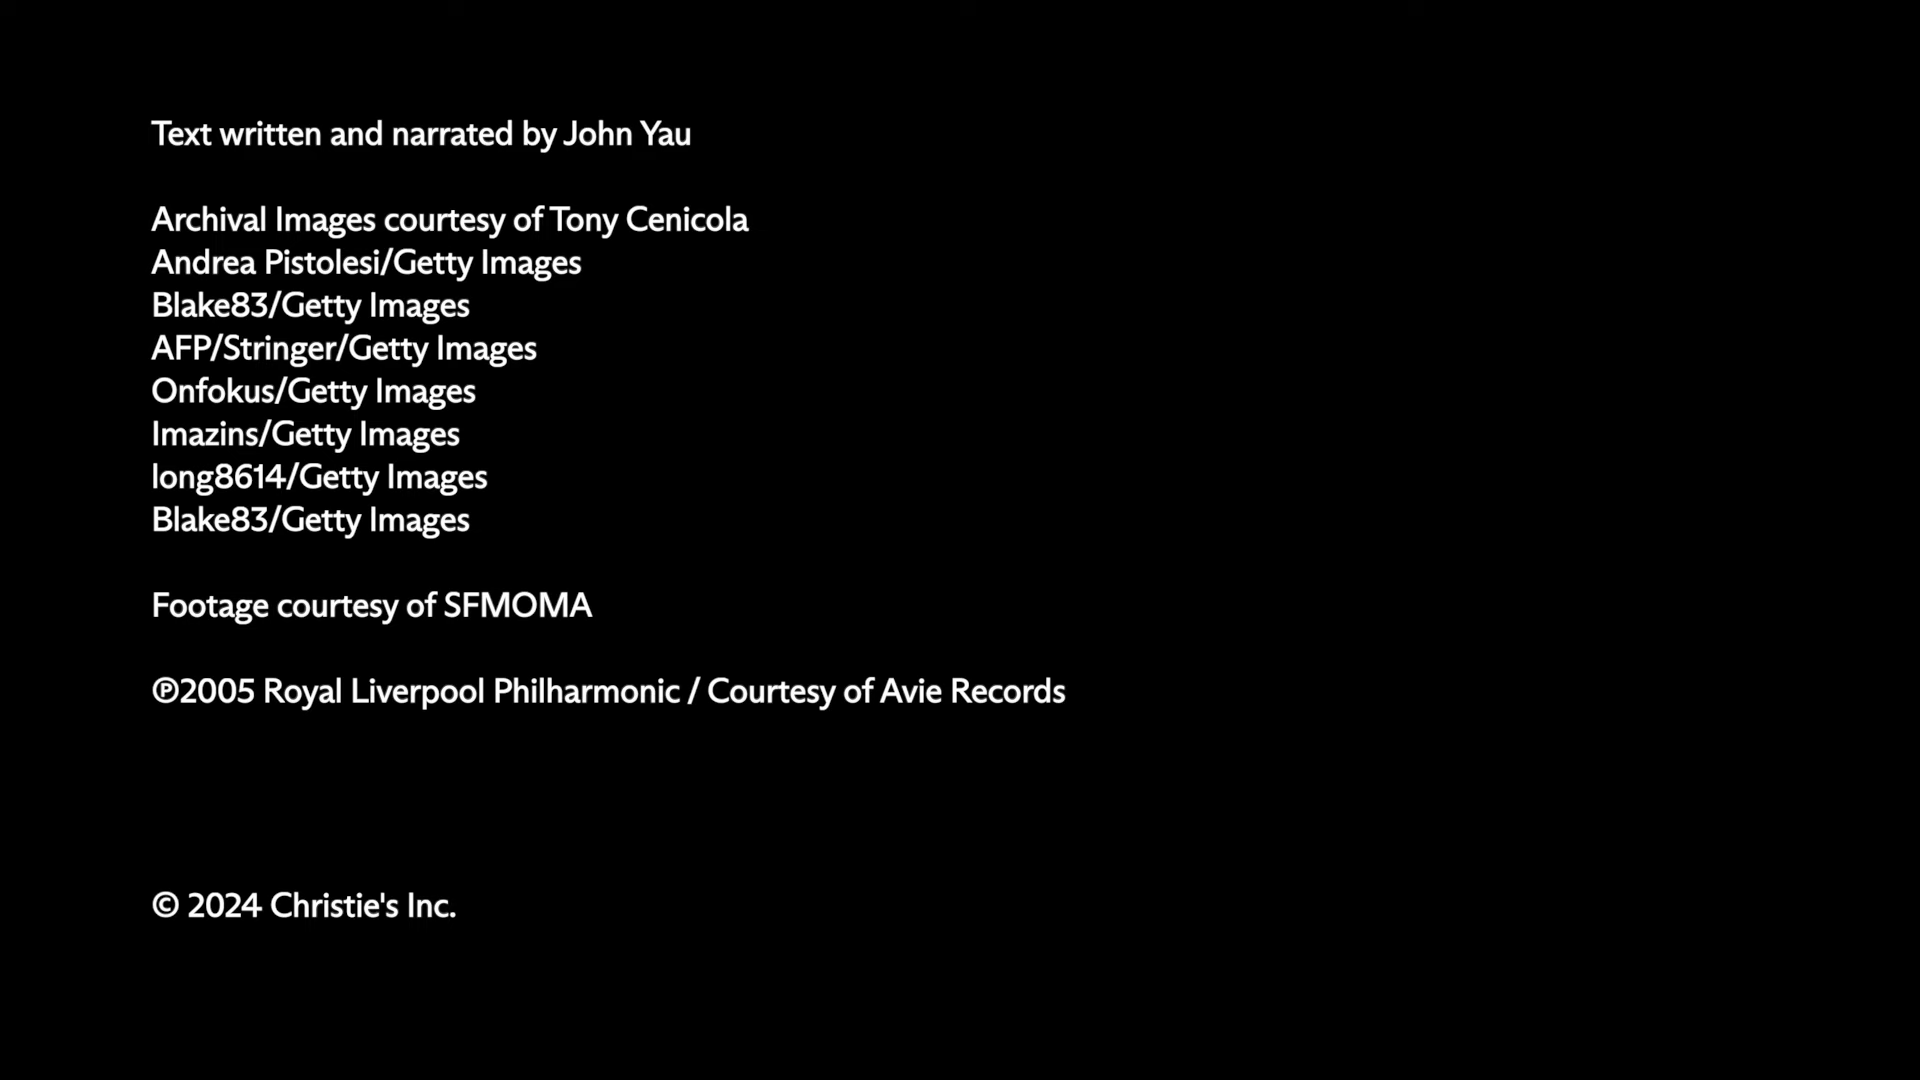 Text written and narrated by John Yau
Archival Images courtesy of Tony Cenicola
Andrea Pistolesi/Getty Images
Blake83/Getty Images
AFP/Stringer/Getty Images
Onfokus/Getty Images
Imazins/Getty Images
long8614/Getty Images
Blake83/Getty Images
Footage courtesy of SFMOMA
℗2005 Royal Liverpool Philharmonic / Courtesy of Avie Records
© 2024 Christie's Inc.